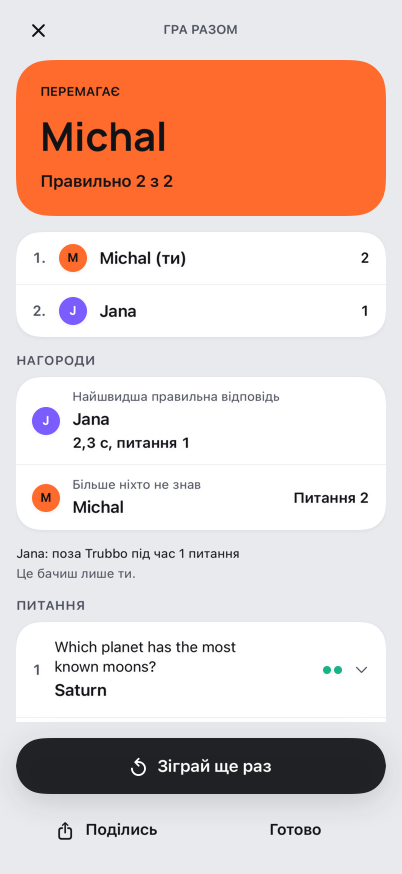 ГРА РАЗОМ
ПЕРЕМАГАЄ
Michal
Правильно 2 з 2
1. M Michal (ти) 2
2. J Jana 1
НАГОРОДИ
Найшвидша правильна відповідь
J Jana
2,3 с, питання 1
Більше ніхто не знав
M Michal Питання 2
Jana: поза Trubbo під час 1 питання
Це бачиш лише ти.
ПИТАННЯ
1 Which planet has the most
known moons?
Saturn
Зіграй ще раз
Поділись Готово